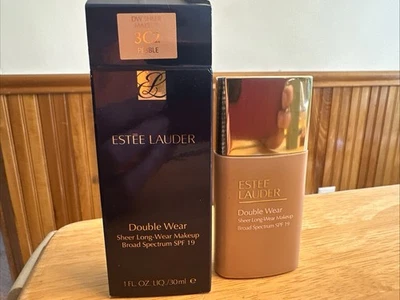 3C2
PEBBLE
ESTĒE LAUDER
Double Wear
Sheer Long-Wear Makeup
Broad Spectrum SPF 19
1 FL. OZ. LIQ./30ml e
ESTĒE
LAUDER
Double Wear
Sheer Long-Wear Makeup
Broad Spectrum SPF 19